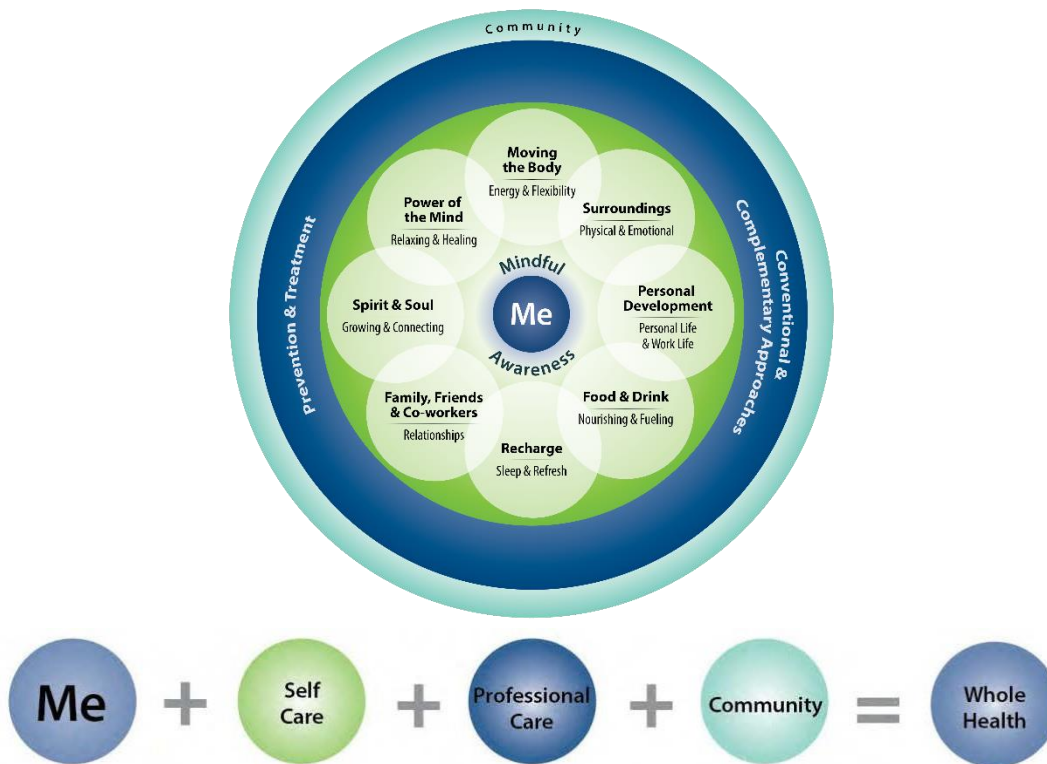 Community
Moving
the Body
Energy & Flexibility
Surroundings
Physical & Emotional
Personal
Development
Personal Life
& Work Life
Food & Drink
Nourishing & Fueling
Recharge
Sleep & Refresh
Family, Friends
& Co-workers
Relationships
Spirit & Soul
Growing & Connecting
Power of
the Mind
Relaxing & Healing
Mindful
Me
Awareness
Prevention & Treatment
Conventional &
Complementary Approaches
Me
+
Self
Care
+
Professional
Care
+
Community
=
Whole
Health